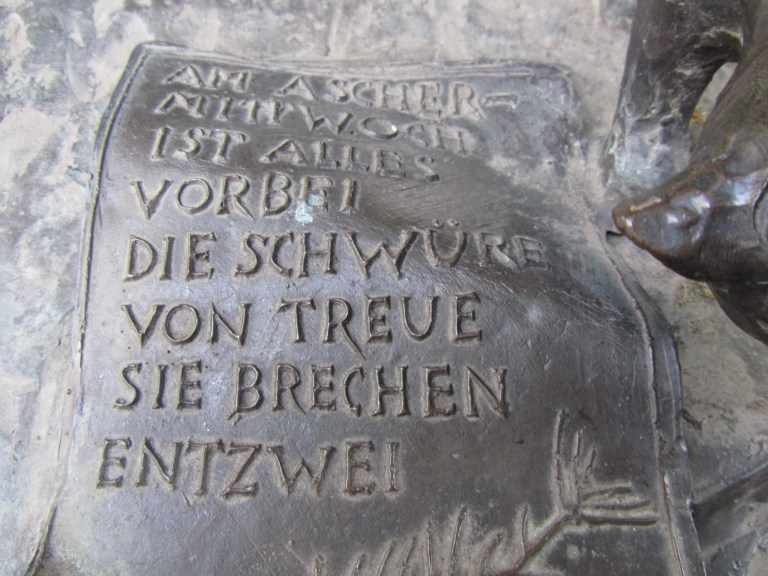 AM ASCHER-
MITTWOCH
IST ALLES
VORBEI
DIE SCHWÜRE
VON TREUE
SIE BRECHEN
ENTZWEI